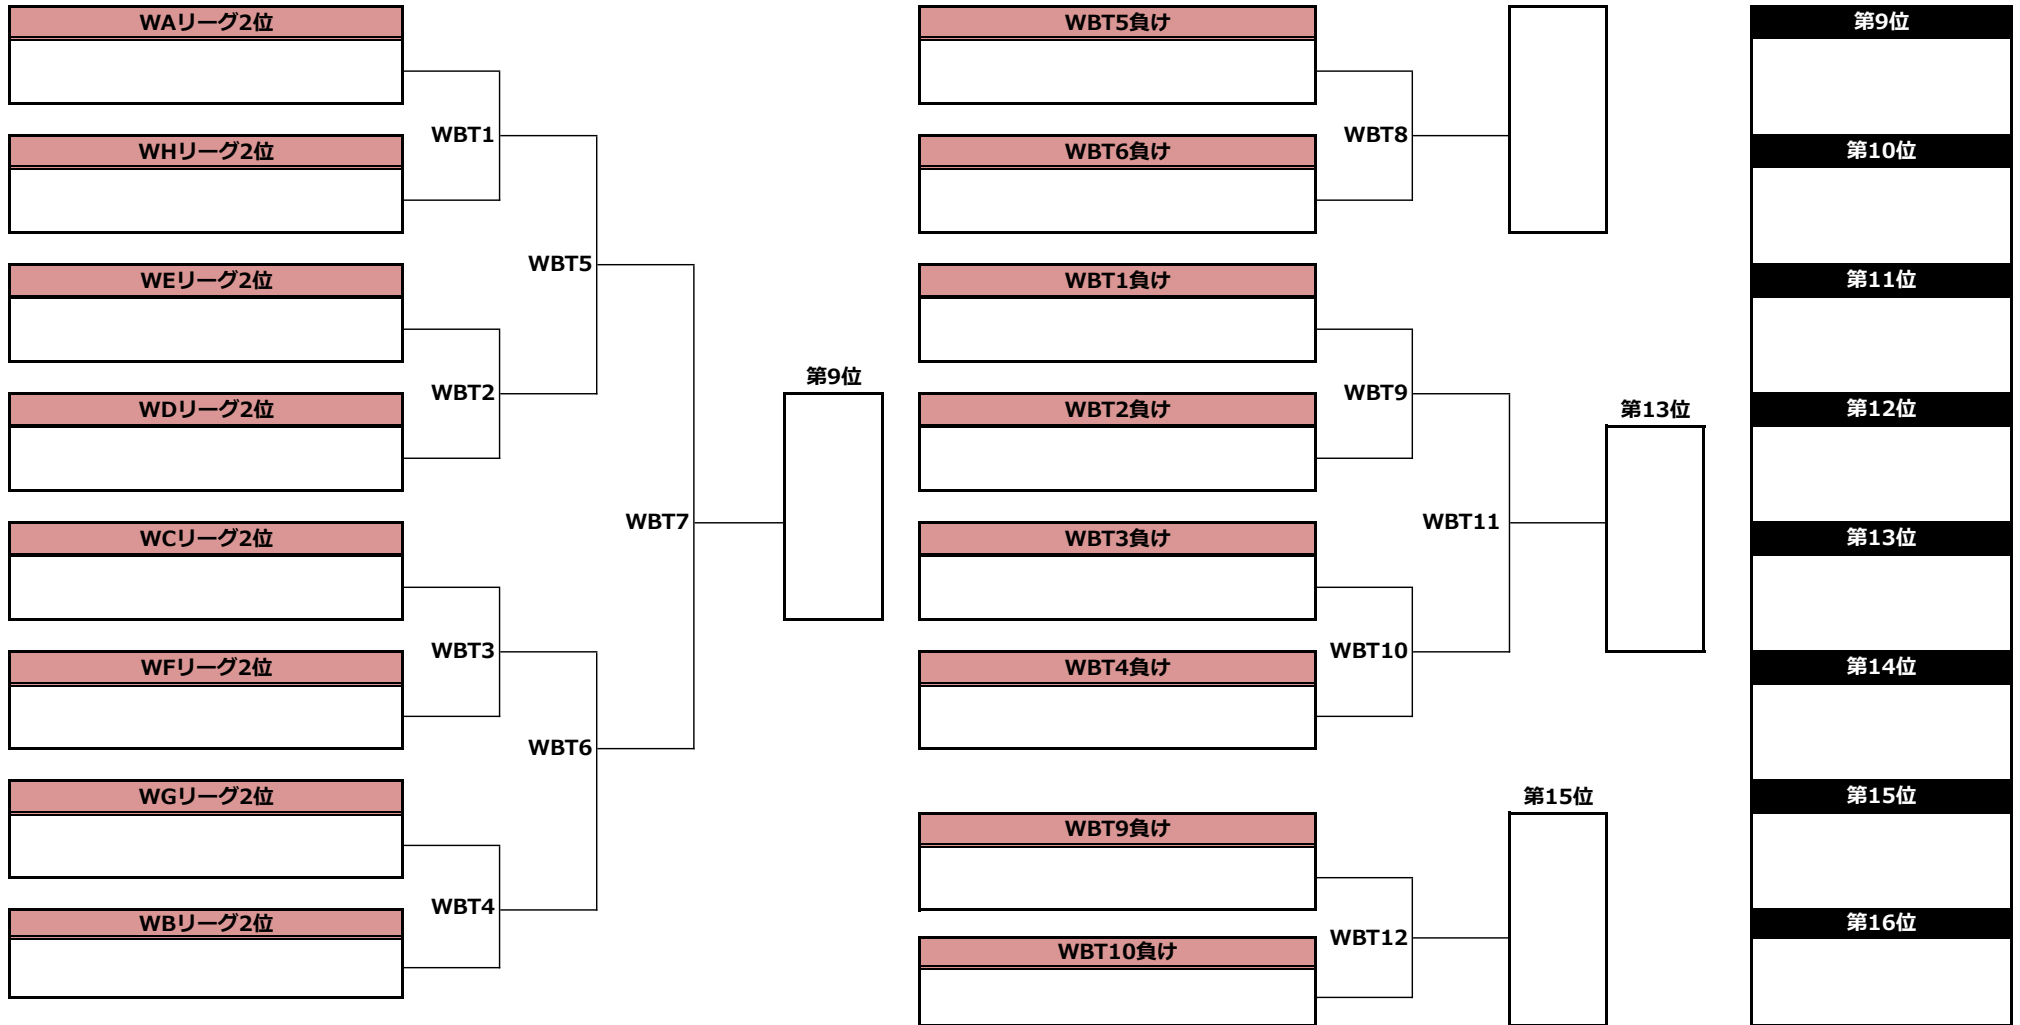 WAリーグ2位
WHリーグ2位
WBT1
WEリーグ2位
WDリーグ2位
WBT2
WBT5
WCリーグ2位
WFリーグ2位
WBT3
WGリーグ2位
WBリーグ2位
WBT4
WBT6
WBT7
第9位
WBT5負け
WBT6負け
WBT8
WBT1負け
WBT2負け
WBT9
WBT3負け
WBT4負け
WBT10
WBT11
第13位
WBT9負け
WBT10負け
WBT12
第15位
第9位
第10位
第11位
第12位
第13位
第14位
第15位
第16位